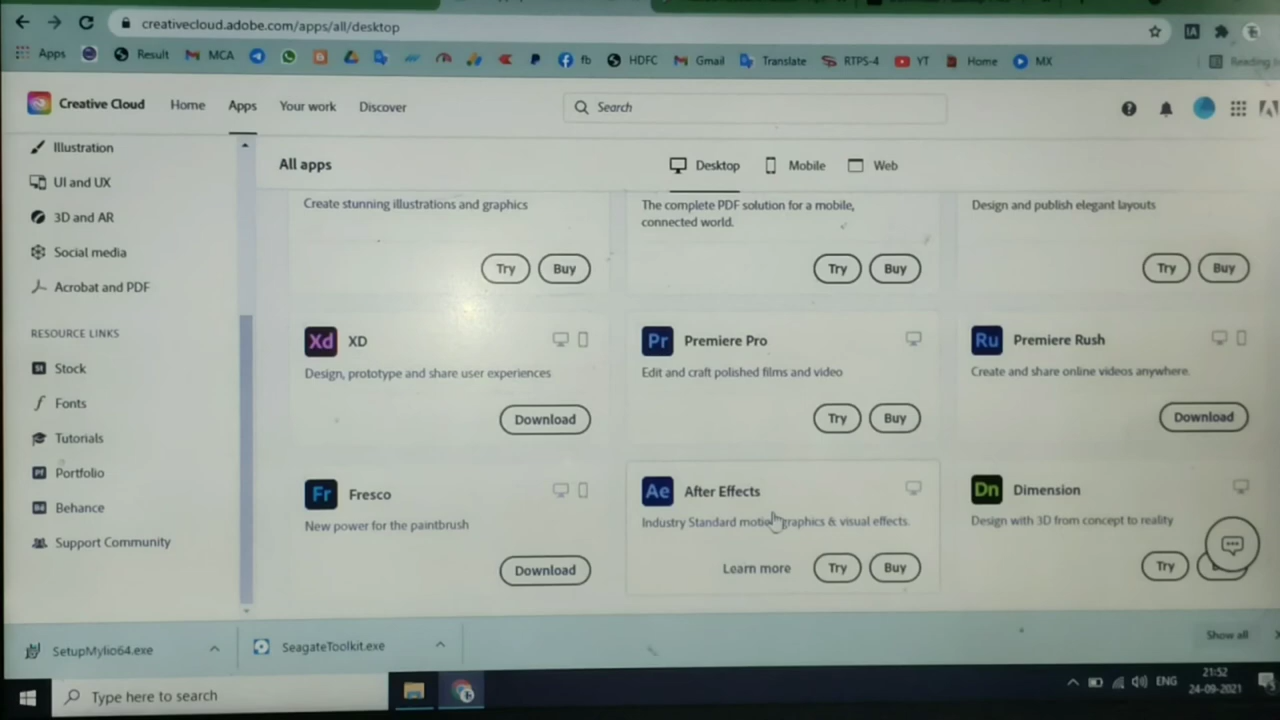 creativecloud.adobe.com/apps/all/desktop
Apps Result MCA fb HDFC Gmail Translate RTPS-4 YT Home MX Reading
Creative Cloud Home Apps Your work Discover Search
Illustration
UI and UX
3D and AR
Social media
Acrobat and PDF
RESOURCE LINKS
Stock
Fonts
Tutorials
Portfolio
Behance
Support Community
All apps Desktop Mobile Web
Create stunning illustrations and graphics
Try Buy
The complete PDF solution for a mobile,
connected world.
Try Buy
Design and publish elegant layouts
Try Buy
Xd XD
Design, prototype and share user experiences
Download
Pr Premiere Pro
Edit and craft polished films and video
Try Buy
Ru Premiere Rush
Create and share online videos anywhere.
Download
Fr Fresco
New power for the paintbrush
Download
Ae After Effects
Industry Standard motion graphics & visual effects.
Learn more Try Buy
Dn Dimension
Design with 3D from concept to reality
Try
SetupMylio64.exe SeagateToolkit.exe Show all
Type here to search
ENG
21:52
24-09-2021